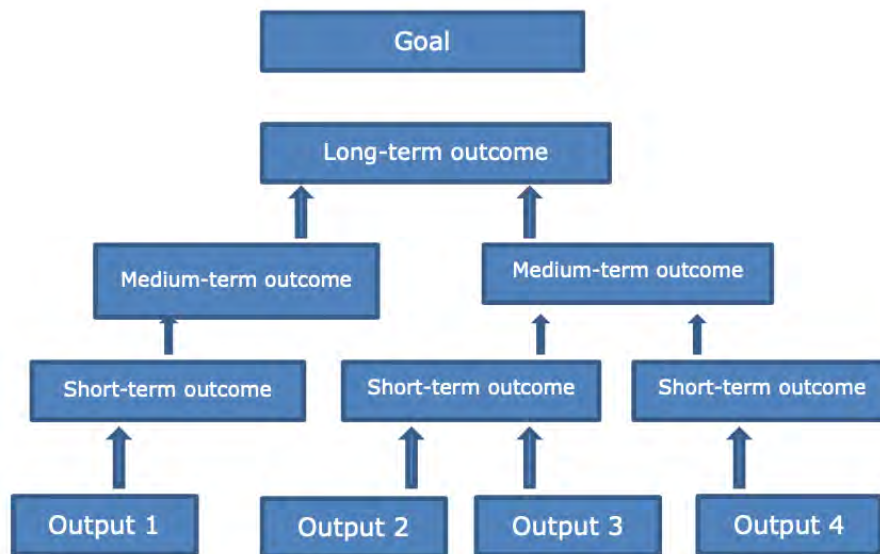 Goal
Long-term outcome
Medium-term outcome
Medium-term outcome
Short-term outcome
Short-term outcome
Short-term outcome
Output 1
Output 2
Output 3
Output 4